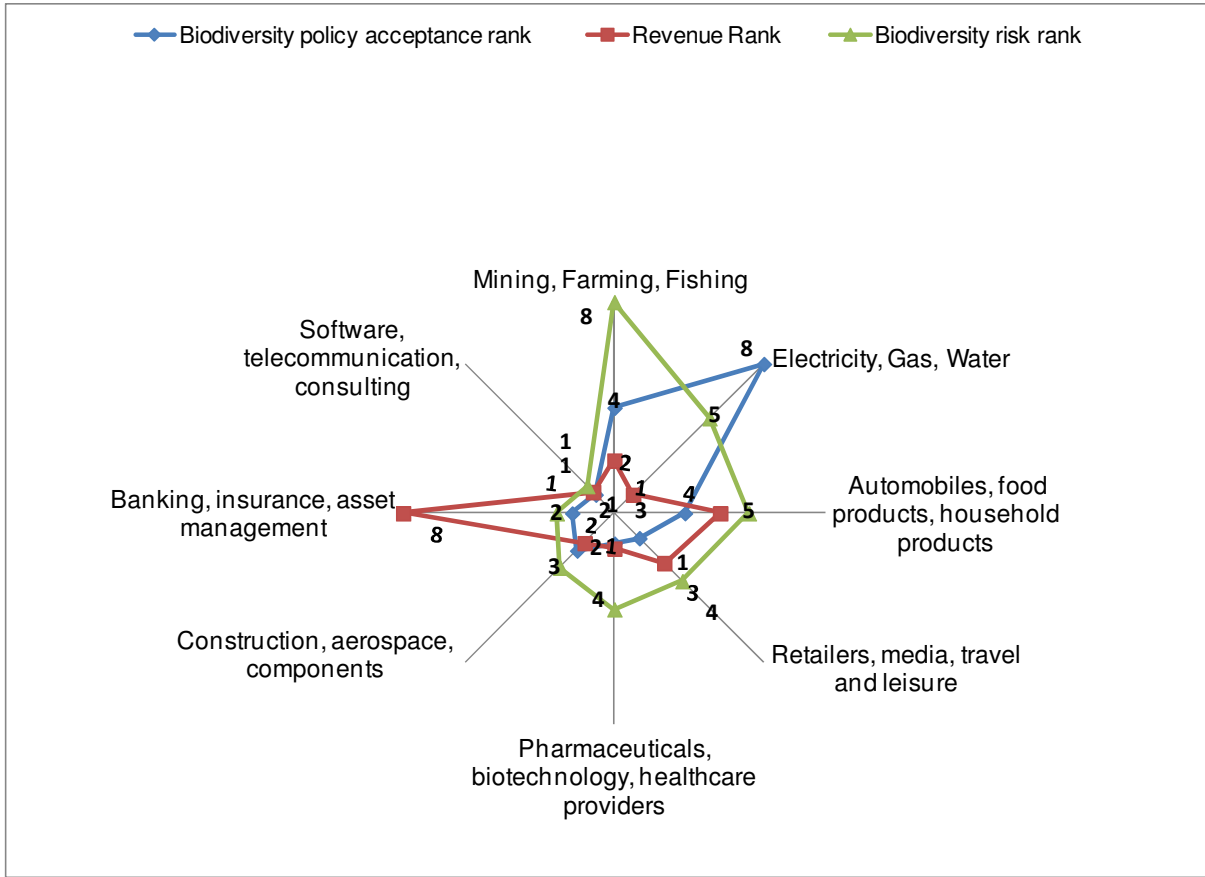 Biodiversity policy acceptance rank Revenue Rank Biodiversity risk rank
Mining, Farming, Fishing
8
Software,
telecommunication,
consulting
8
Electricity, Gas, Water
4
5
1
1
2
1
1
4
Banking, insurance, asset
management
8
2
2
1
3
5
Automobiles, food
products, household
products
2
2
1
1
3
3
4
4
Construction, aerospace,
components
Retailers, media, travel
and leisure
Pharmaceuticals,
biotechnology, healthcare
providers